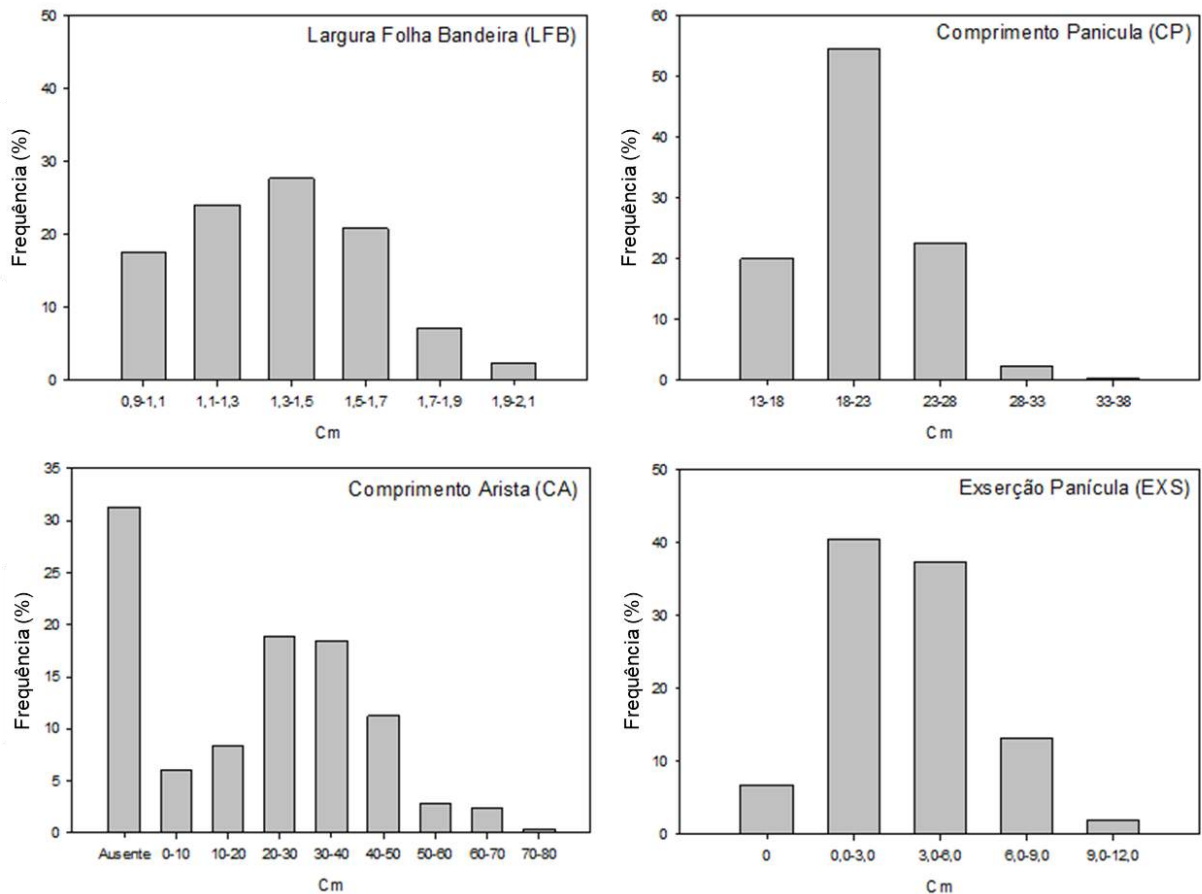 Largura Folha Bandeira (LFB)
Frequência (%)
50
40
30
20
10
0
0,9-1,1 1,1-1,3 1,3-1,5 1,5-1,7 1,7-1,9 1,9-2,1
Cm
Comprimento Panicula (CP)
Frequência (%)
60
50
40
30
20
10
0
13-18 18-23 23-28 28-33 33-38
Cm
Comprimento Arista (CA)
Frequência (%)
35
30
25
20
15
10
5
0
Ausente 0-10 10-20 20-30 30-40 40-50 50-60 60-70 70-80
Cm
Exserção Panícula (EXS)
Frequência (%)
50
40
30
20
10
0
0 0,0-3,0 3,0-6,0 6,0-9,0 9,0-12,0
Cm